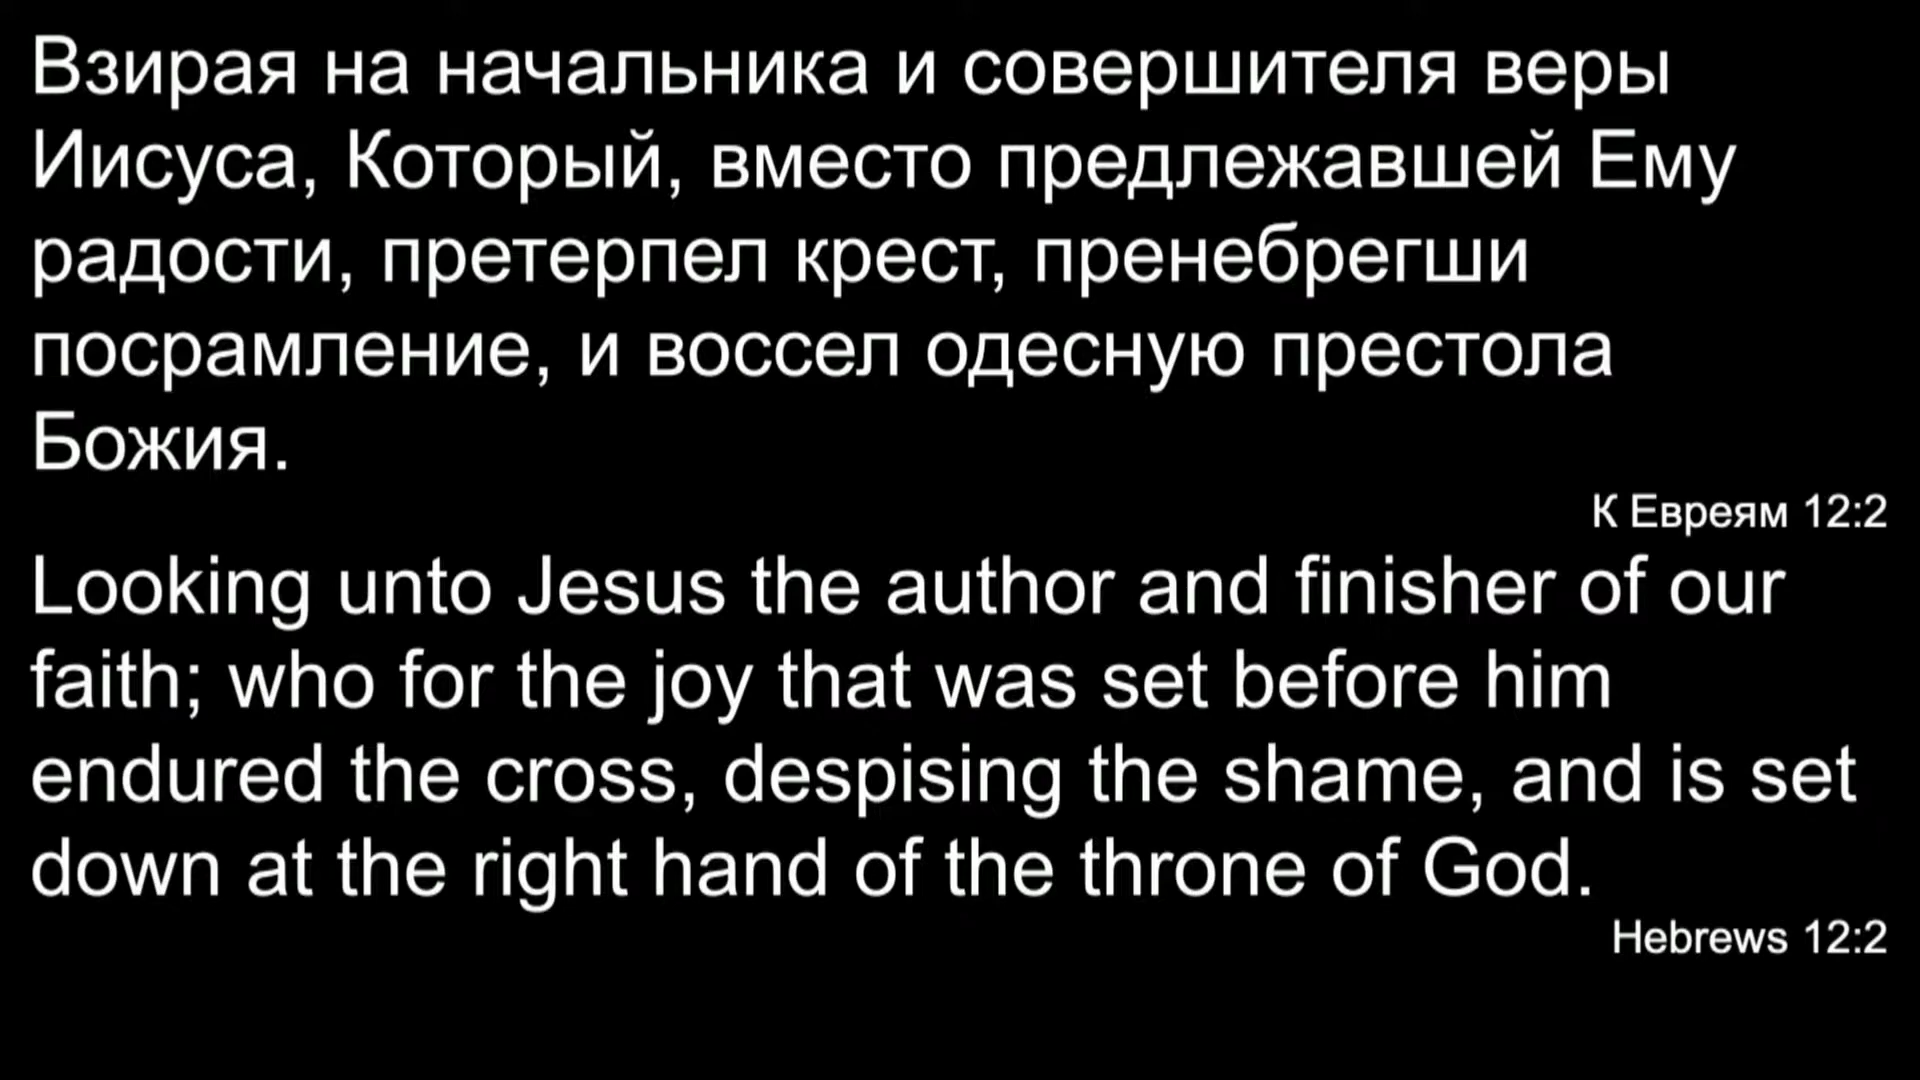 Взирая на начальника и совершителя веры
Иисуса, Который, вместо предлежавшей Ему
радости, претерпел крест, пренебрегши
посрамление, и воссел одесную престола
Божия.
К Евреям 12:2
Looking unto Jesus the author and finisher of our
faith; who for the joy that was set before him
endured the cross, despising the shame, and is set
down at the right hand of the throne of God.
Hebrews 12:2